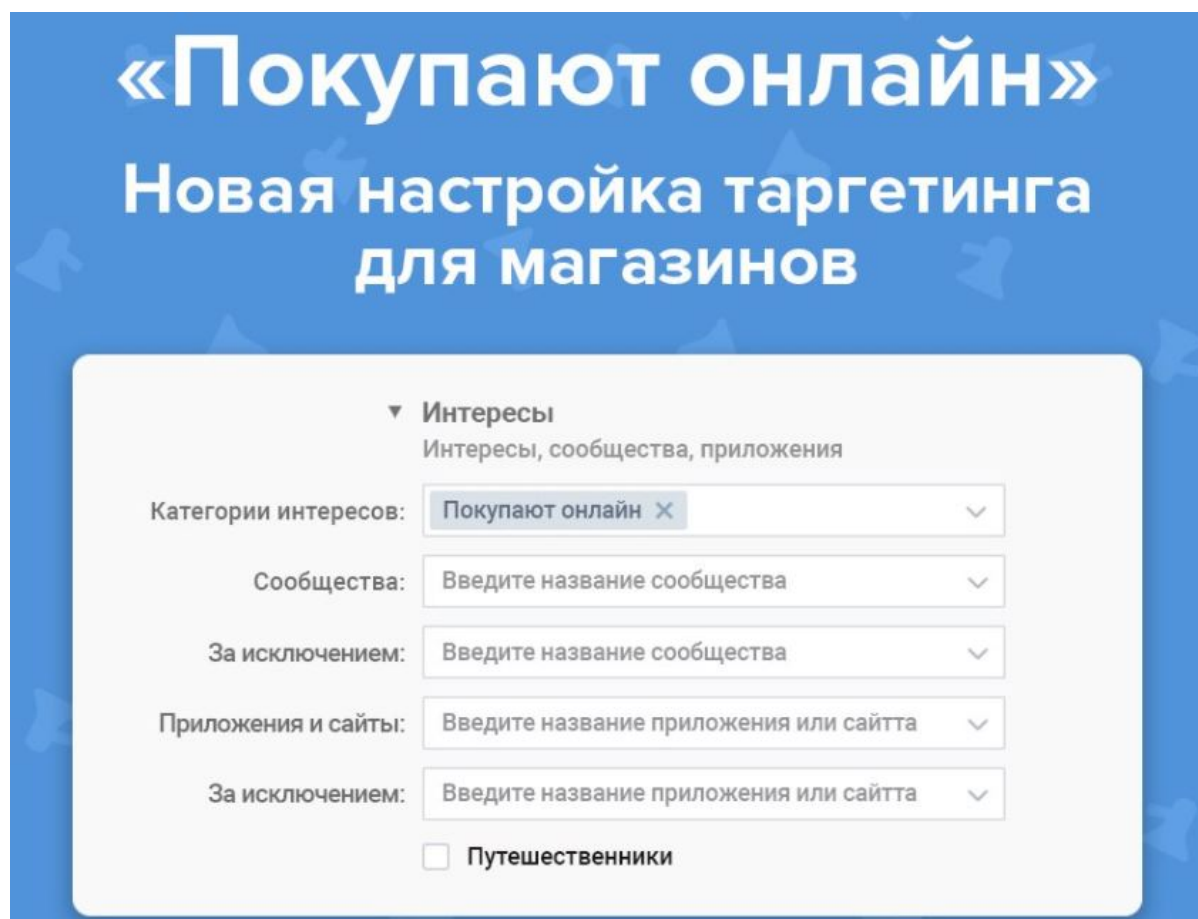 «Покупают онлайн»
Новая настройка таргетинга
для магазинов
Интересы
Интересы, сообщества, приложения
Категории интересов: Покупают онлайн
Сообщества: Введите название сообщества
За исключением: Введите название сообщества
Приложения и сайты: Введите название приложения или сайтта
За исключением: Введите название приложения или сайтта
Путешественники